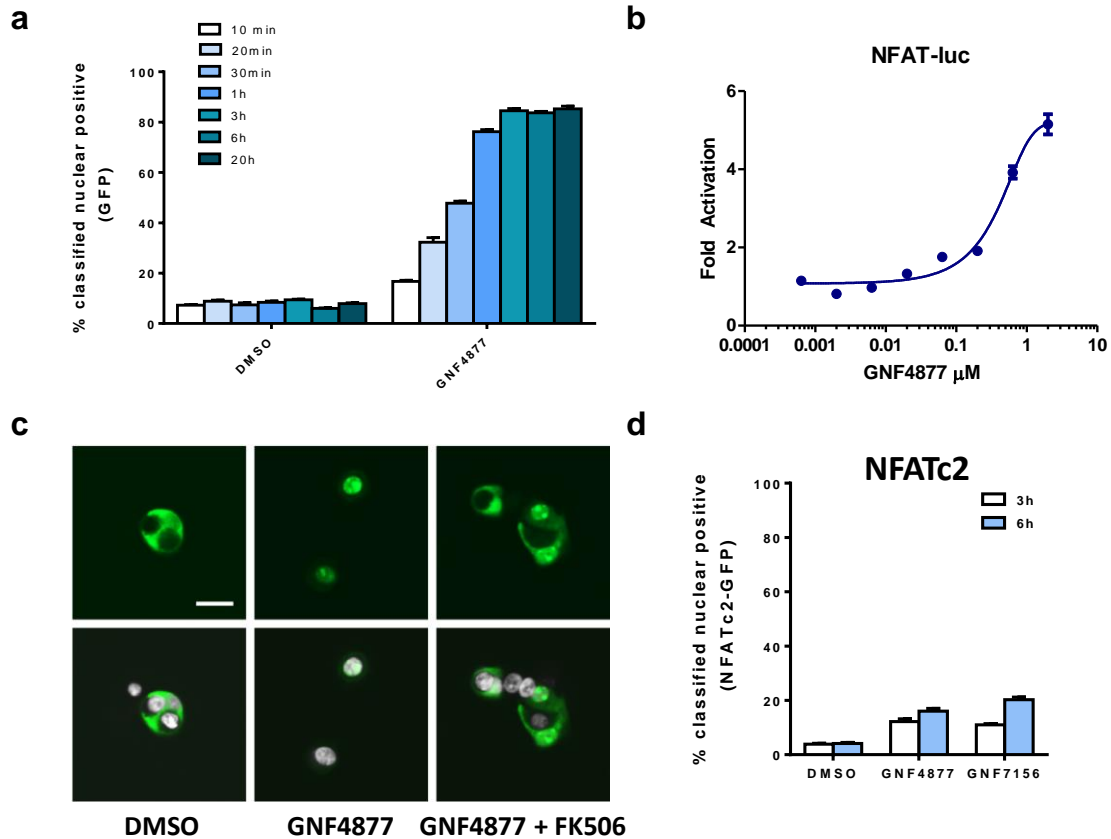 a
10 min
20min
30min
1h
3h
6h
20h
% classified nuclear positive
(GFP)
100
80
60
40
20
0
DMSO
GNF4877
b
NFAT-luc
Fold Activation
6
4
2
0
0.0001
0.001
0.01
0.1
1
10
GNF4877 μM
c
DMSO
GNF4877
GNF4877 + FK506
d
NFATc2
3h
6h
% classified nuclear positive
(NFATc2-GFP)
100
80
60
40
20
0
DMSO
GNF4877
GNF7156